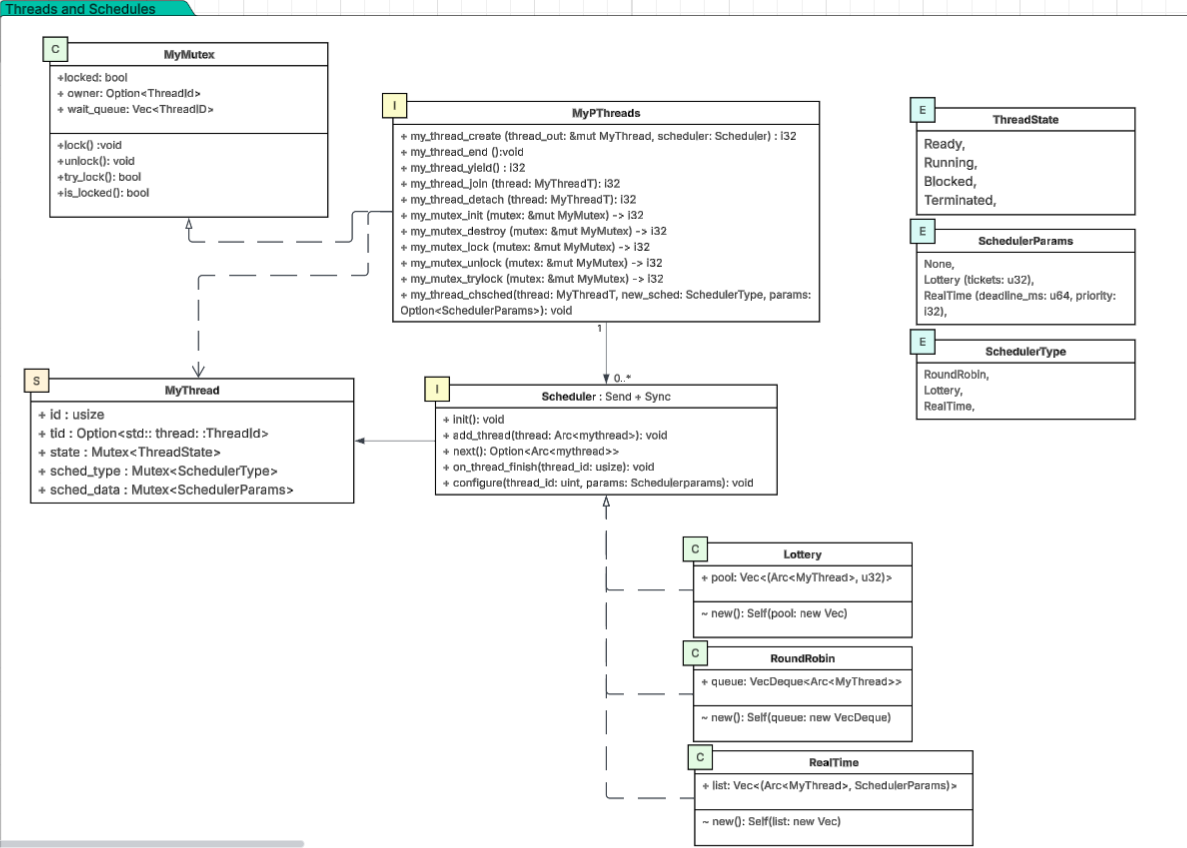 Threads and Schedules
C
MyMutex
+locked: bool
+ owner: Option<ThreadId>
+ wait_queue: Vec<ThreadID>
+lock() :void
+unlock(): void
+try_lock(): bool
+is_locked(): bool
I
MyPThreads
+ my_thread_create (thread_out: &mut MyThread, scheduler: Scheduler) : i32
+ my_thread_end ():void
+ my_thread_yield() : i32
+ my_thread_join (thread: MyThreadT): i32
+ my_thread_detach (thread: MyThreadT): i32
+ my_mutex_init (mutex: &mut MyMutex) -> i32
+ my_mutex_destroy (mutex: &mut MyMutex) -> i32
+ my_mutex_lock (mutex: &mut MyMutex) -> i32
+ my_mutex_unlock (mutex: &mut MyMutex) -> i32
+ my_mutex_trylock (mutex: &mut MyMutex) -> i32
+ my_thread_chsched(thread: MyThreadT, new_sched: SchedulerType, params:
Option<SchedulerParams>): void
E
ThreadState
Ready,
Running,
Blocked,
Terminated,
E
SchedulerParams
None,
Lottery (tickets: u32),
RealTime (deadline_ms: u64, priority:
i32),
E
SchedulerType
RoundRobin,
Lottery,
RealTime,
1
0..*
S
MyThread
+ id : usize
+ tid : Option<std:: thread: :ThreadId>
+ state : Mutex<ThreadState>
+ sched_type : Mutex<SchedulerType>
+ sched_data : Mutex<SchedulerParams>
I
Scheduler : Send + Sync
+ init(): void
+ add_thread(thread: Arc<mythread>): void
+ next(): Option<Arc<mythread>>
+ on_thread_finish(thread_id: usize): void
+ configure(thread_id: uint, params: Schedulerparams): void
C
Lottery
+ pool: Vec<(Arc<MyThread>, u32)>
~ new(): Self(pool: new Vec)
C
RoundRobin
+ queue: VecDeque<Arc<MyThread>>
~ new(): Self(queue: new VecDeque)
C
RealTime
+ list: Vec<(Arc<MyThread>, SchedulerParams)>
~ new(): Self(list: new Vec)